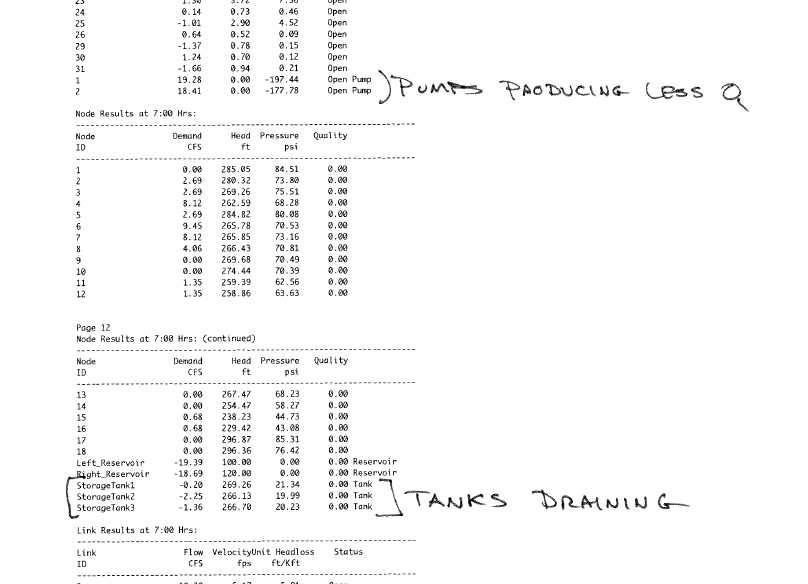 23 1.30 3.72 7.30 Open
24 0.14 0.73 0.46 Open
25 -1.01 2.90 4.52 Open
26 0.64 0.52 0.09 Open
29 -1.37 0.78 0.15 Open
30 1.24 0.70 0.12 Open
31 -1.66 0.94 0.21 Open
1 19.28 0.00 -197.44 Open Pump
2 18.41 0.00 -177.78 Open Pump
PUMPS PRODUCING LESS Q
Node Results at 7:00 Hrs:
Node Demand Head Pressure Quality
ID CFS ft psi
1 0.00 285.05 84.51 0.00
2 2.69 280.32 73.80 0.00
3 2.69 269.26 75.51 0.00
4 8.12 262.59 68.28 0.00
5 2.69 284.82 80.08 0.00
6 9.45 265.78 70.53 0.00
7 8.12 265.85 73.16 0.00
8 4.06 266.43 70.81 0.00
9 0.00 269.68 70.49 0.00
10 0.00 274.44 70.39 0.00
11 1.35 259.39 62.56 0.00
12 1.35 258.86 63.63 0.00
Page 12
Node Results at 7:00 Hrs: (continued)
Node Demand Head Pressure Quality
ID CFS ft psi
13 0.00 267.47 68.23 0.00
14 0.00 254.47 58.27 0.00
15 0.68 238.23 44.73 0.00
16 0.68 229.42 43.08 0.00
17 0.00 296.87 85.31 0.00
18 0.00 296.36 76.42 0.00
Left_Reservoir -19.39 100.00 0.00 0.00 Reservoir
Right_Reservoir -18.69 120.00 0.00 0.00 Reservoir
StorageTank1 -0.20 269.26 21.34 0.00 Tank
StorageTank2 -2.25 266.13 19.99 0.00 Tank
StorageTank3 -1.36 266.70 20.23 0.00 Tank
TANKS DRAINING
Link Results at 7:00 Hrs:
Link Flow VelocityUnit Headloss Status
ID CFS fps ft/Kft